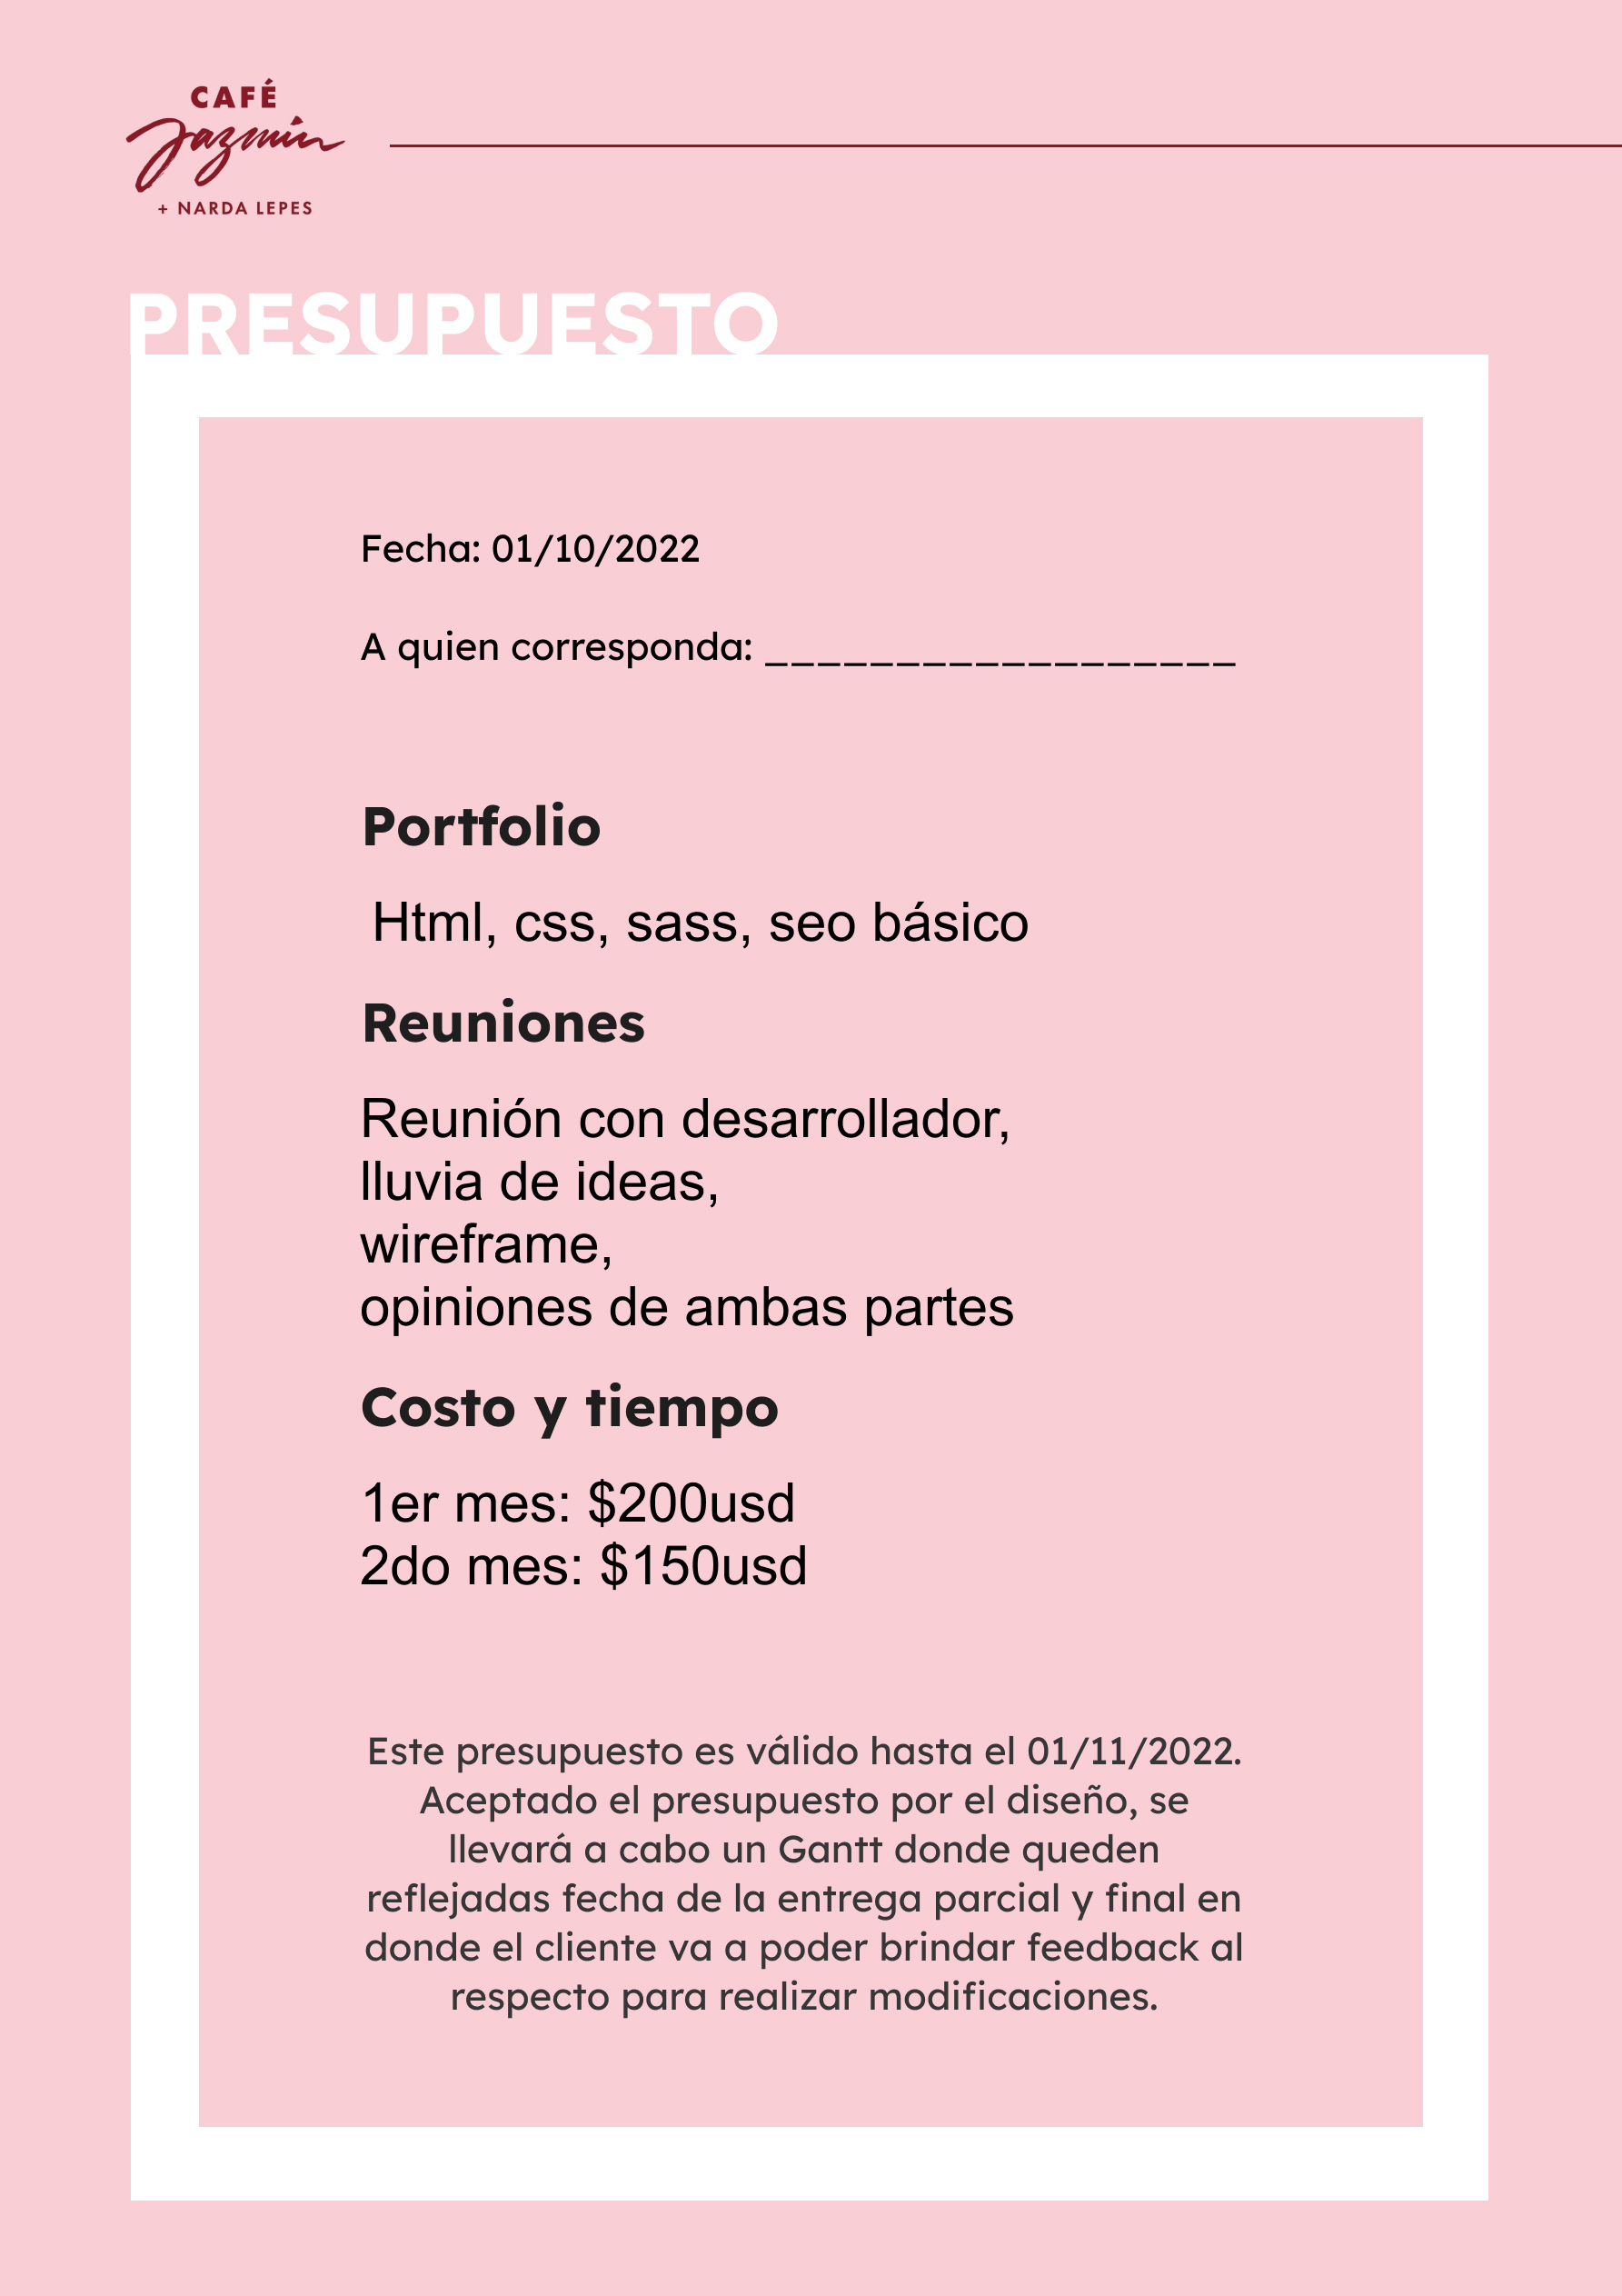 CAFÉ
Jazmín
+ NARDA LEPES
PRESUPUESTO
Fecha: 01/10/2022
A quien corresponda: __________________
Portfolio
Html, css, sass, seo básico
Reuniones
Reunión con desarrollador,
lluvia de ideas,
wireframe,
opiniones de ambas partes
Costo y tiempo
1er mes: $200usd
2do mes: $150usd
Este presupuesto es válido hasta el 01/11/2022.
Aceptado el presupuesto por el diseño, se
llevará a cabo un Gantt donde queden
reflejadas fecha de la entrega parcial y final en
donde el cliente va a poder brindar feedback al
respecto para realizar modificaciones.